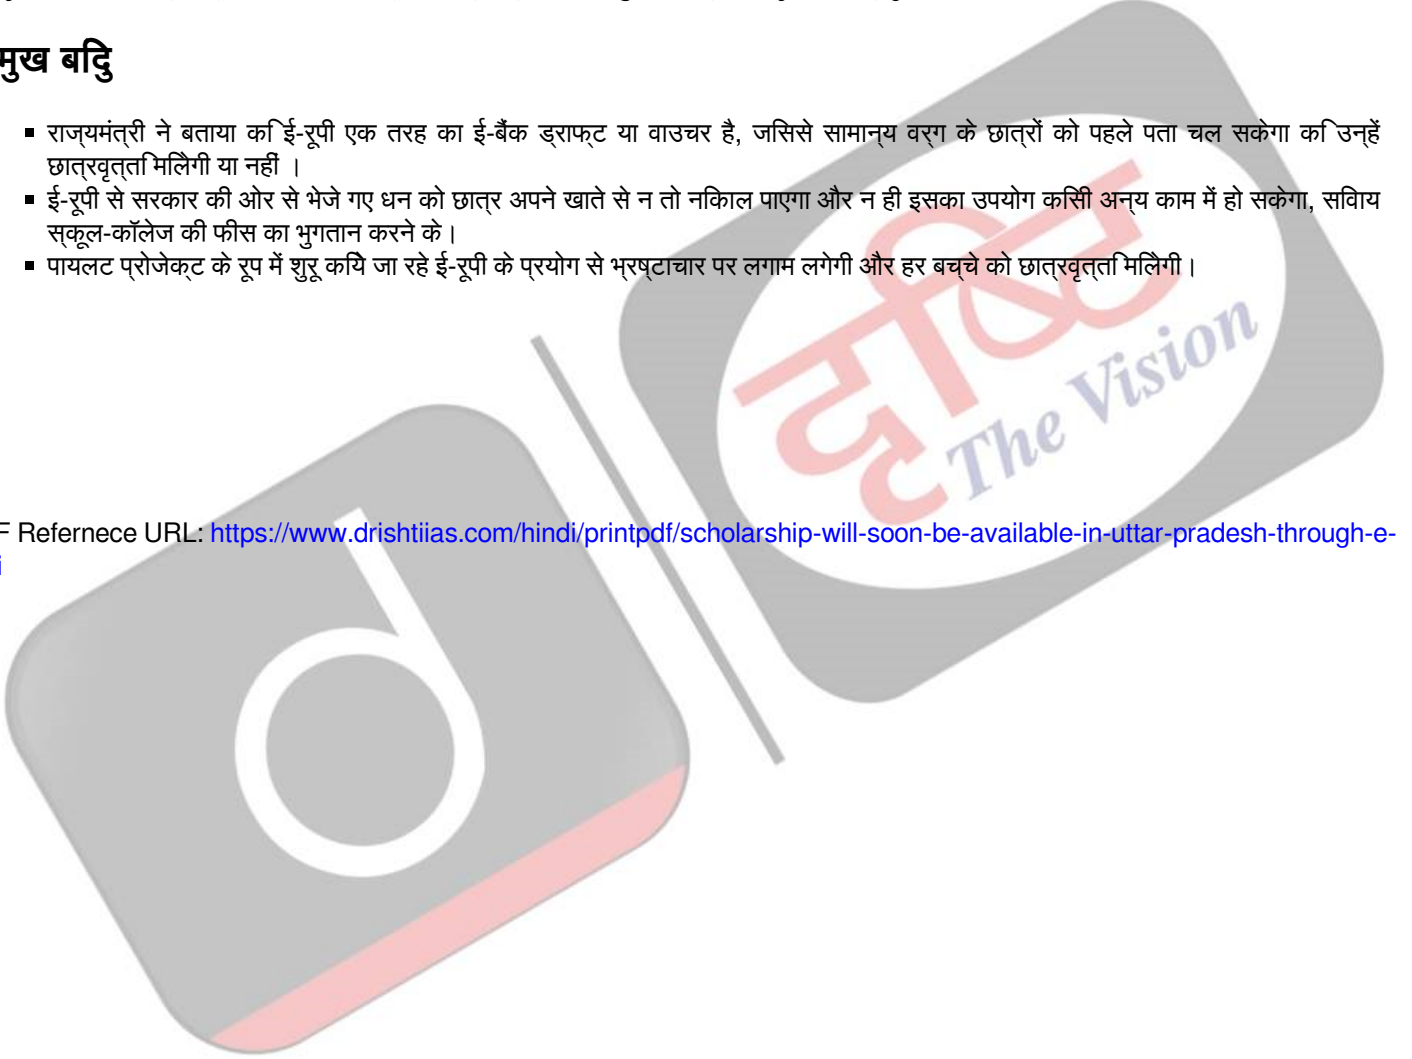 मुख बिंदु
राज्यमंत्री ने बताया कि ई-रूपी एक तरह का ई-बैंक ड्राफ्ट या वाउचर है, जिससे सामान्य वर्ग के छात्रों को पहले पता चल सकेगा कि उन्हें
छात्रवृत्ति मिलेगी या नहीं ।
ई-रूपी से सरकार की ओर से भेजे गए धन को छात्र अपने खाते से न तो निकाल पाएगा और न ही इसका उपयोग किसी अन्य काम में हो सकेगा, सिवाय
स्कूल-कॉलेज की फीस का भुगतान करने के।
पायलट प्रोजेक्ट के रूप में शुरू किये जा रहे ई-रूपी के प्रयोग से भ्रष्टाचार पर लगाम लगेगी और हर बच्चे को छात्रवृत्ति मिलेगी।
दृष्टि
The Vision
F Refernece URL: https://www.drishtiias.com/hindi/printpdf/scholarship-will-soon-be-available-in-uttar-pradesh-through-e-
i
d